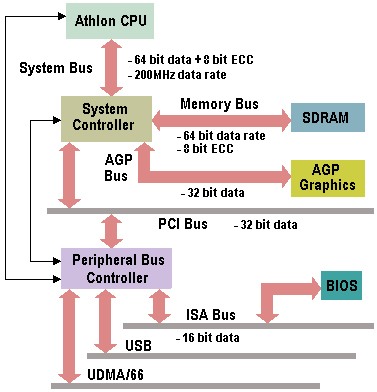 Athlon CPU
System Bus
- 64 bit data + 8 bit ECC
- 200MHz data rate
System
Controller
Memory Bus
SDRAM
- 64 bit data rate
- 8 bit ECC
AGP
Bus
AGP
Graphics
- 32 bit data
PCI Bus
- 32 bit data
Peripheral Bus
Controller
BIOS
ISA Bus
- 16 bit data
USB
UDMA/66